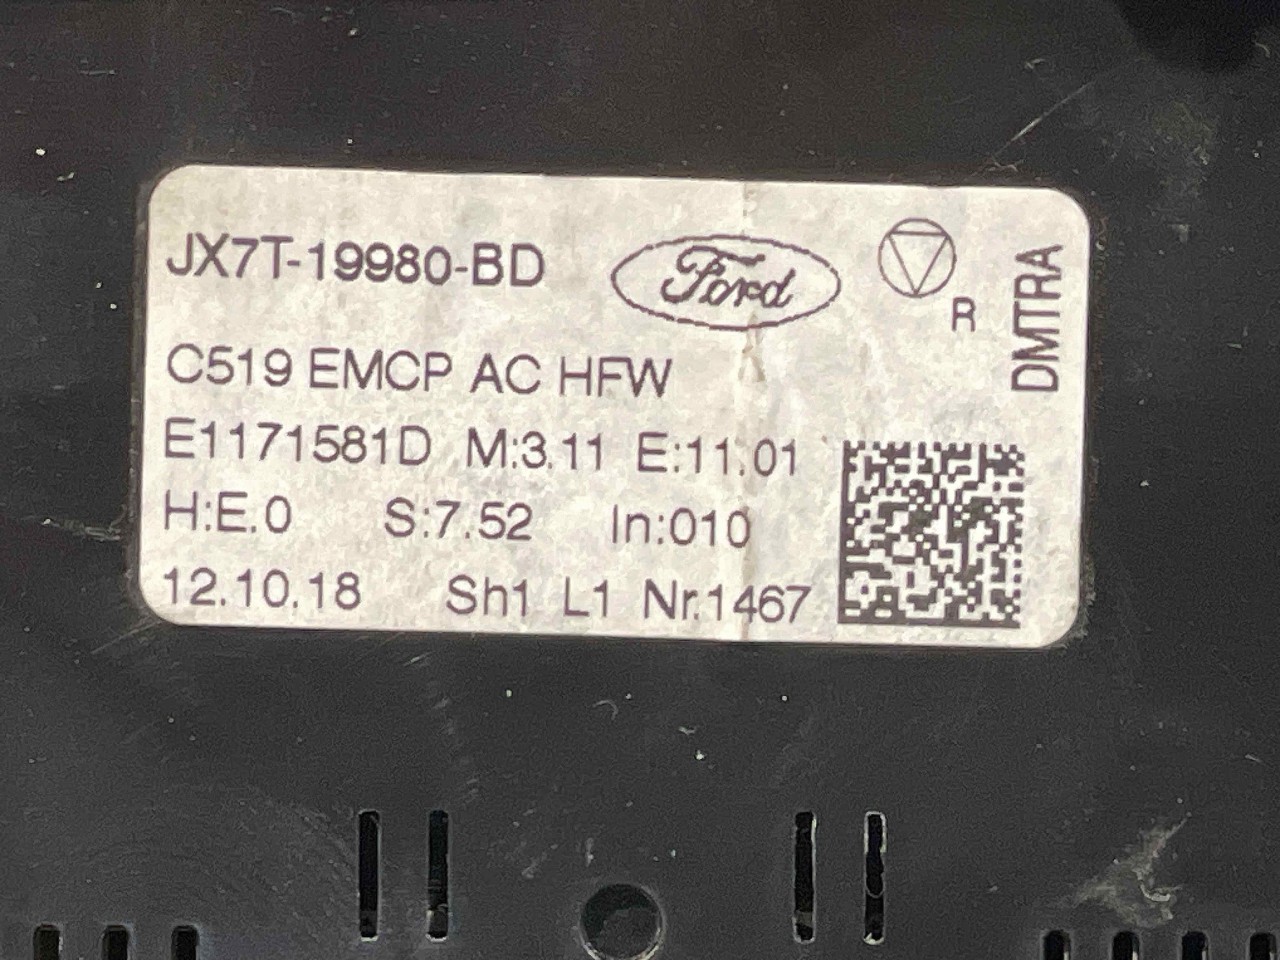 JX7T-19980-BD
Ford
R
DMTRA
C519 EMCP AC HFW
E1171581D M:3.11 E:11.01
H:E.0 S:7.52 In:010
12.10.18 Sh1 L1 Nr.1467